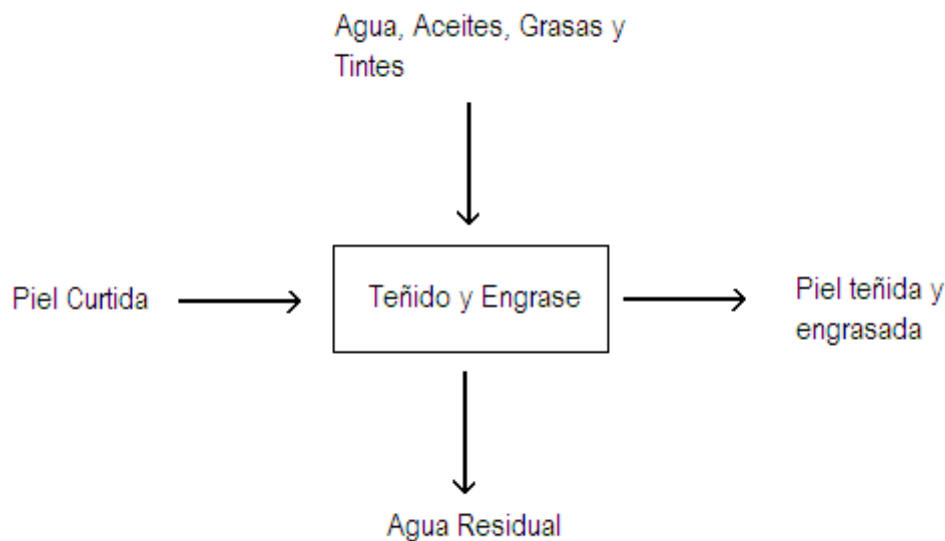 Agua, Aceites, Grasas y
Tintes
Piel Curtida
Teñido y Engrase
Piel teñida y
engrasada
Agua Residual